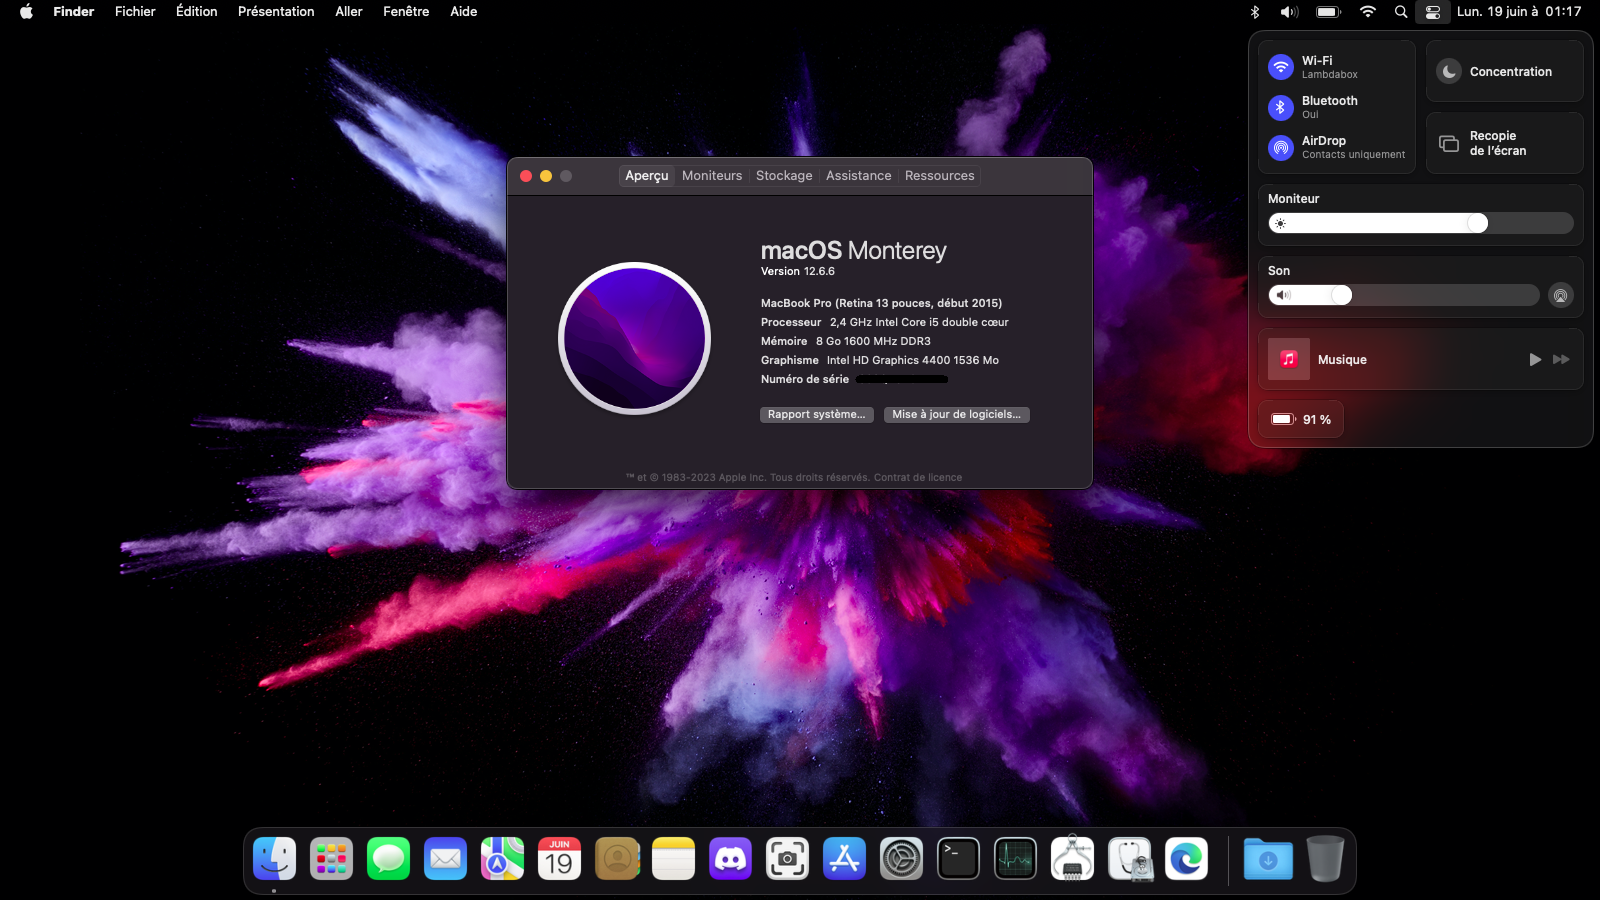 Finder Fichier Édition Présentation Aller Fenêtre Aide
Lun. 19 juin à 01:17
Wi-Fi
Lambdabox
Bluetooth
Oui
AirDrop
Contacts uniquement
Concentration
Recopie
de l'écran
Moniteur
Son
Musique
91 %
Aperçu Moniteurs Stockage Assistance Ressources
macOS Monterey
Version 12.6.6
MacBook Pro (Retina 13 pouces, début 2015)
Processeur 2,4 GHz Intel Core i5 double cœur
Mémoire 8 Go 1600 MHz DDR3
Graphisme Intel HD Graphics 4400 1536 Mo
Numéro de série
Rapport système... Mise à jour de logiciels...
™ et © 1983-2023 Apple Inc. Tous droits réservés. Contrat de licence
JUIN
19
>_